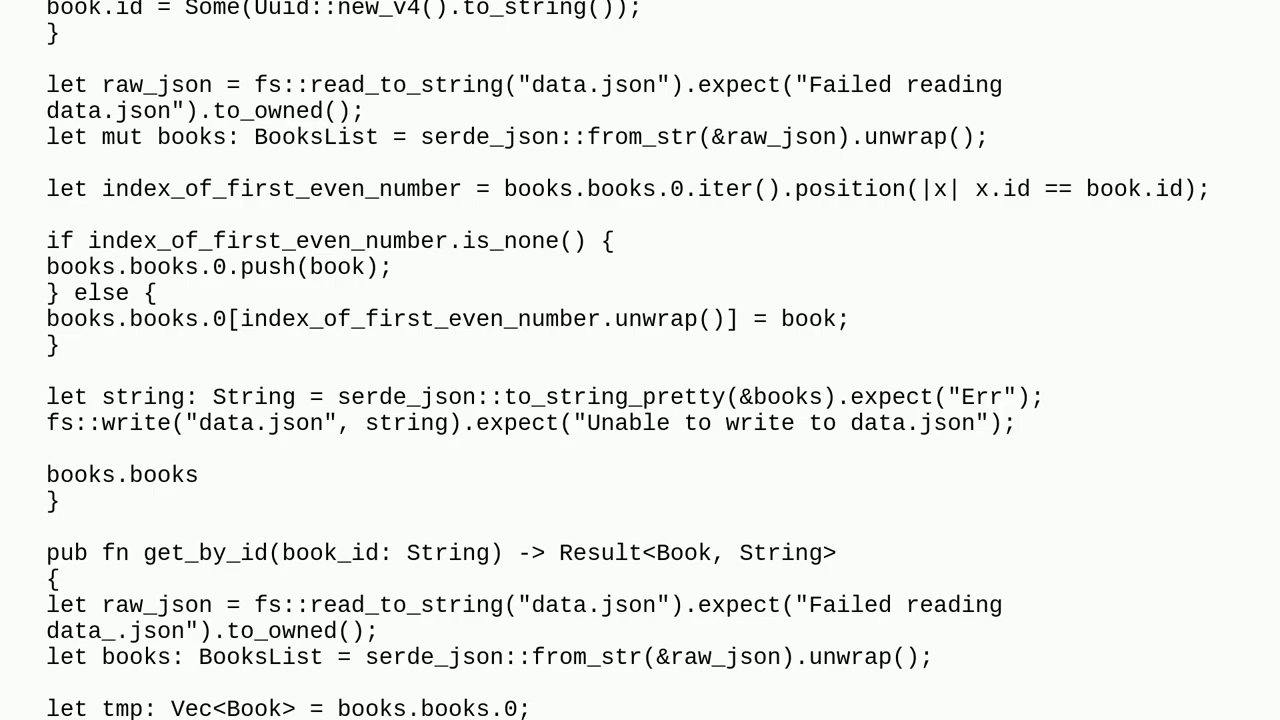 book.id = Some(Uuid::new_v4().to_string());
}
let raw_json = fs::read_to_string("data.json").expect("Failed reading
data.json").to_owned();
let mut books: BooksList = serde_json::from_str(&raw_json).unwrap();
let index_of_first_even_number = books.books.0.iter().position(|x| x.id == book.id);
if index_of_first_even_number.is_none() {
books.books.0.push(book);
} else {
books.books.0[index_of_first_even_number.unwrap()] = book;
}
let string: String = serde_json::to_string_pretty(&books).expect("Err");
fs::write("data.json", string).expect("Unable to write to data.json");
books.books
}
pub fn get_by_id(book_id: String) -> Result<Book, String>
{
let raw_json = fs::read_to_string("data.json").expect("Failed reading
data_.json").to_owned();
let books: BooksList = serde_json::from_str(&raw_json).unwrap();
let tmp: Vec<Book> = books.books.0;